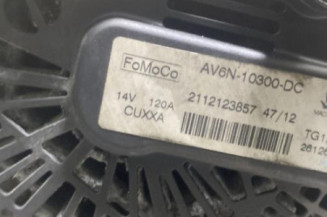 FoMoCo AV6N-10300-DC
14V 120A 2112123857 47/12
CUXXA
TG1